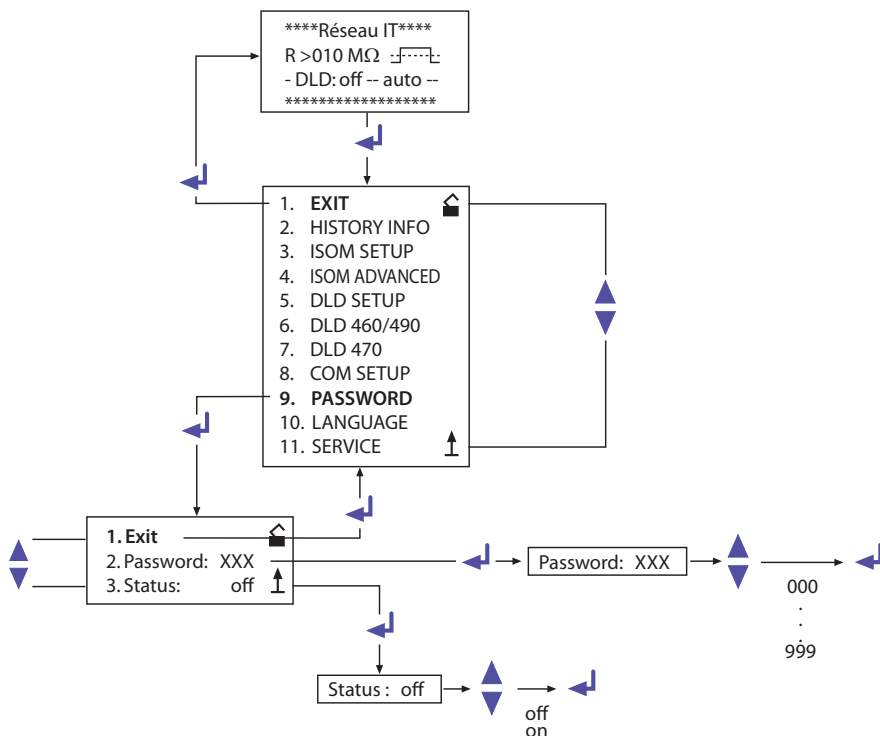 ****Réseau IT****
R >010 MΩ
- DLD: off -- auto --
******************
1. EXIT
2. HISTORY INFO
3. ISOM SETUP
4. ISOM ADVANCED
5. DLD SETUP
6. DLD 460/490
7. DLD 470
8. COM SETUP
9. PASSWORD
10. LANGUAGE
11. SERVICE
1. Exit
2. Password: XXX
3. Status: off
Password: XXX
000
.
.
.
999
Status : off
off
on